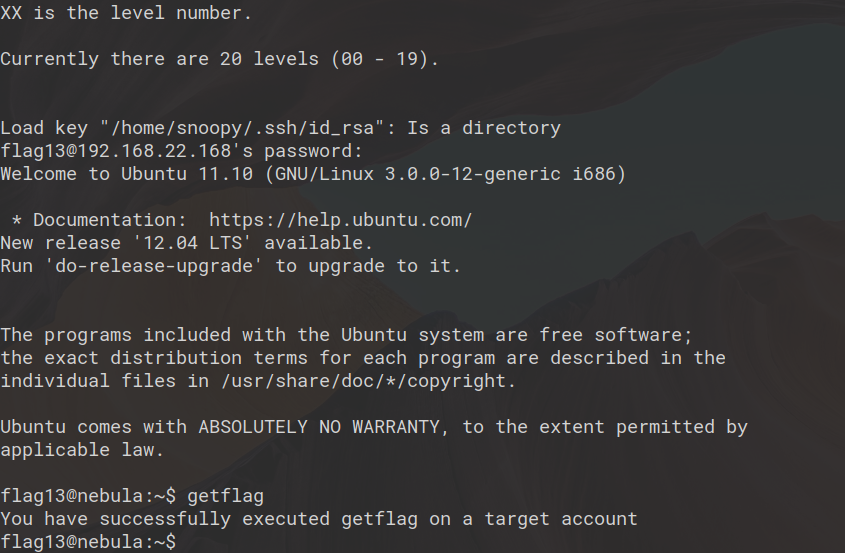 XX is the level number.
Currently there are 20 levels (00 - 19).
Load key "/home/snoopy/.ssh/id_rsa": Is a directory
flag13@192.168.22.168's password:
Welcome to Ubuntu 11.10 (GNU/Linux 3.0.0-12-generic i686)
* Documentation:  https://help.ubuntu.com/
New release '12.04 LTS' available.
Run 'do-release-upgrade' to upgrade to it.
The programs included with the Ubuntu system are free software;
the exact distribution terms for each program are described in the
individual files in /usr/share/doc/*/copyright.
Ubuntu comes with ABSOLUTELY NO WARRANTY, to the extent permitted by
applicable law.
flag13@nebula:~$ getflag
You have successfully executed getflag on a target account
flag13@nebula:~$